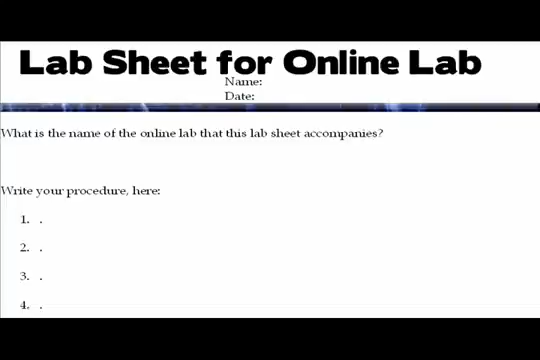 Lab Sheet for Online Lab
Name:
Date:
What is the name of the online lab that this lab sheet accompanies?
Write your procedure, here:
1. .
2. .
3. .
4. .